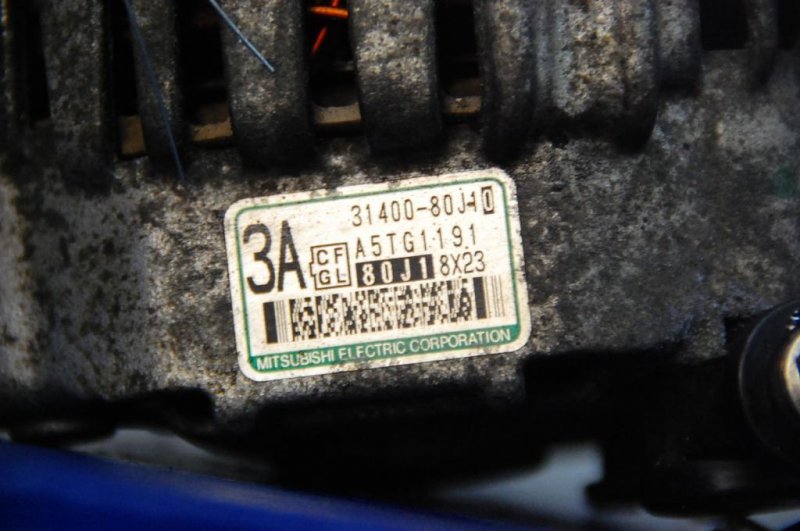 31400-80J10
3A
CF
GL
A5TG1191
80J1 8X23
MITSUBISHI ELECTRIC CORPORATION